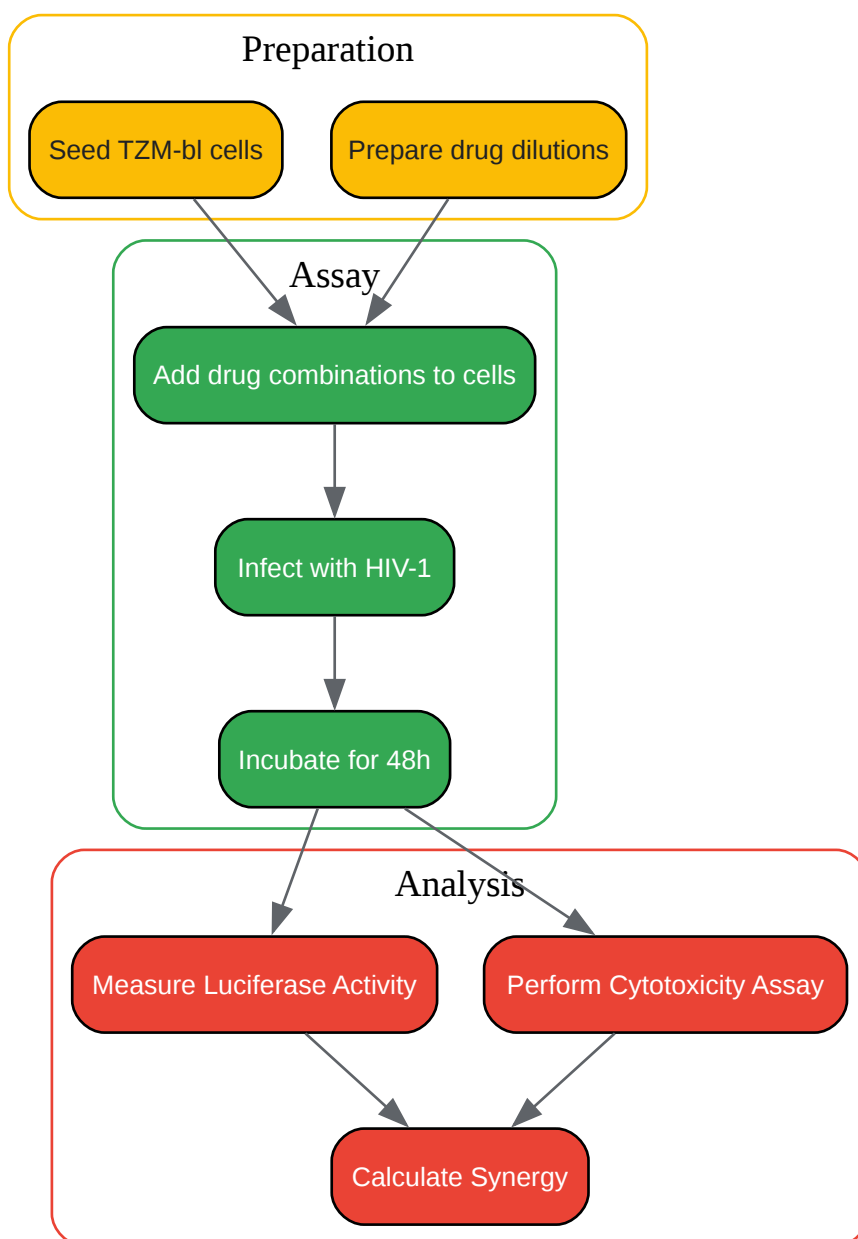 Preparation
Seed TZM-bl cells
Prepare drug dilutions
Assay
Add drug combinations to cells
Infect with HIV-1
Incubate for 48h
Analysis
Measure Luciferase Activity
Perform Cytotoxicity Assay
Calculate Synergy